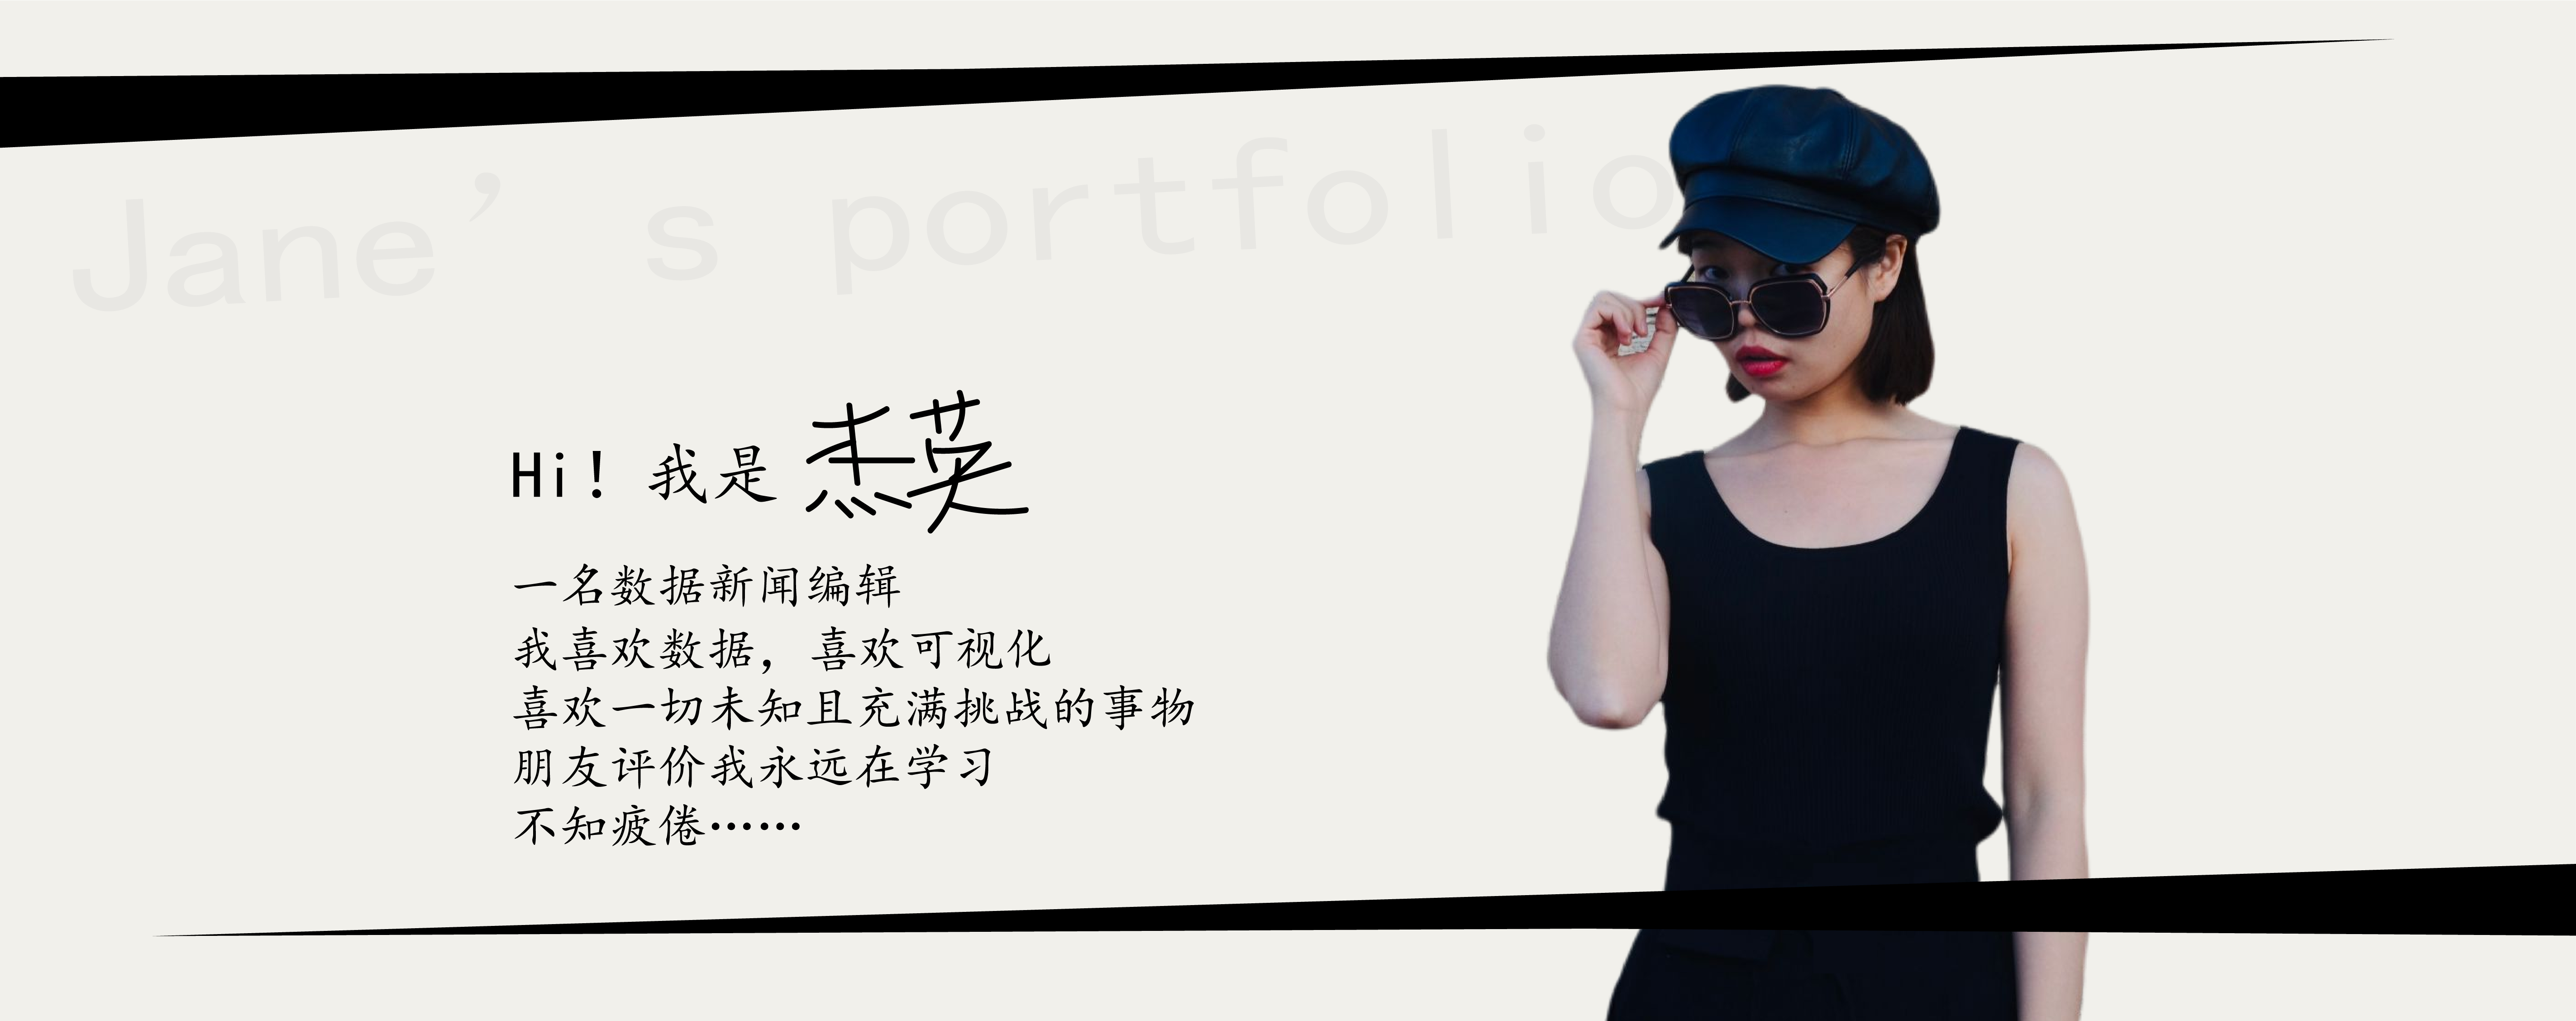 Jane’s portfolio
Hi！我是 杰英
一名数据新闻编辑
我喜欢数据，喜欢可视化
喜欢一切未知且充满挑战的事物
朋友评价我永远在学习
不知疲倦……